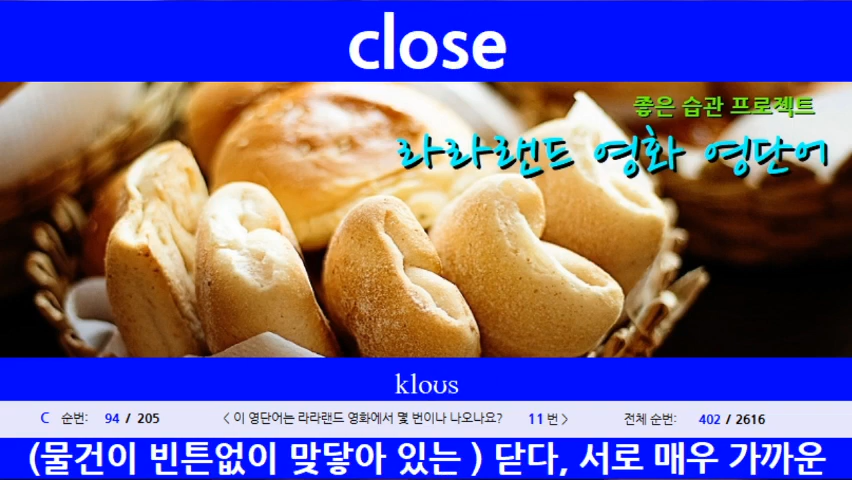 close
좋은 습관 프로젝트
라라랜드 영화 영단어
kloʊs
C 순번: 94 / 205 < 이 영단어는 라라랜드 영화에서 몇 번이나 나오나요? 11 번 > 전체 순번: 402 / 2616
(물건이 빈튼없이 맞닿아 있는 ) 닫다, 서로 매우 가까운